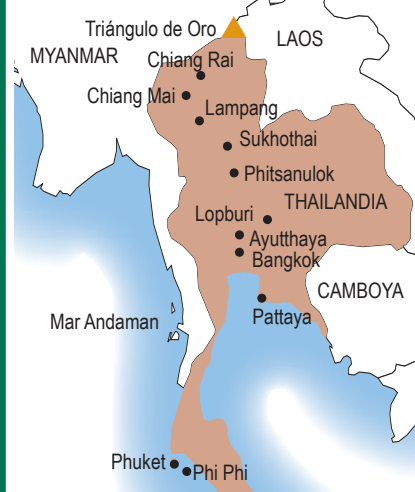 Triángulo de Oro
LAOS
MYANMAR
Chiang Rai
Chiang Mai
Lampang
Sukhothai
Phitsanulok
THAILANDIA
Lopburi
Ayutthaya
Bangkok
CAMBOYA
Pattaya
Mar Andaman
Phuket
Phi Phi